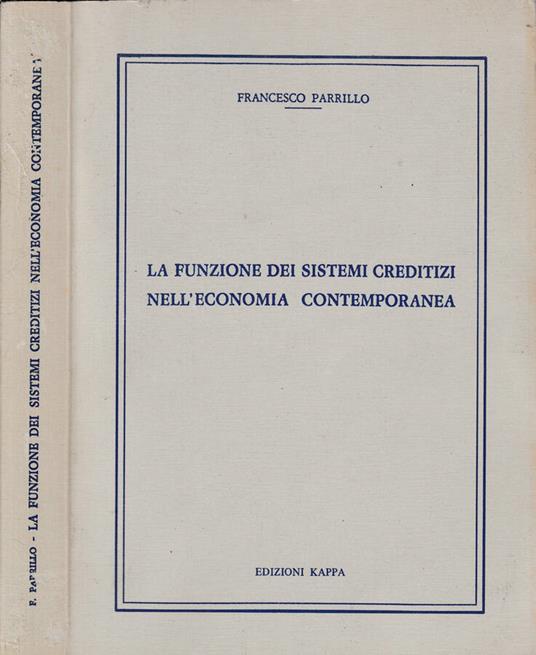 FRANCESCO PARRILLO
LA FUNZIONE DEI SISTEMI CREDITIZI
NELL'ECONOMIA CONTEMPORANEA
EDIZIONI KAPPA
F. PARRILLO - LA FUNZIONE DEI SISTEMI CREDITIZI NELL'ECONOMIA CONTEMPORANEA